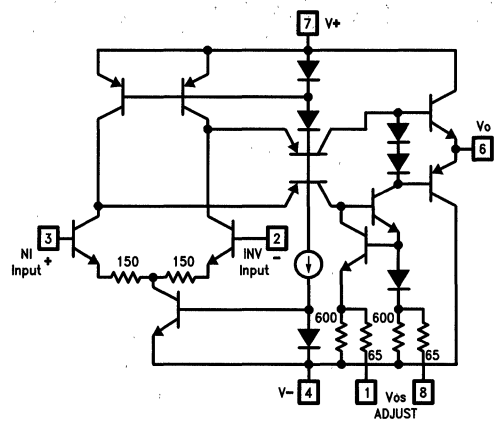 7 V+
Vo
6
3 2
NI
Input +
150 150
INV
Input -
600 600
65 65
V- 4 1 Vos 8
ADJUST